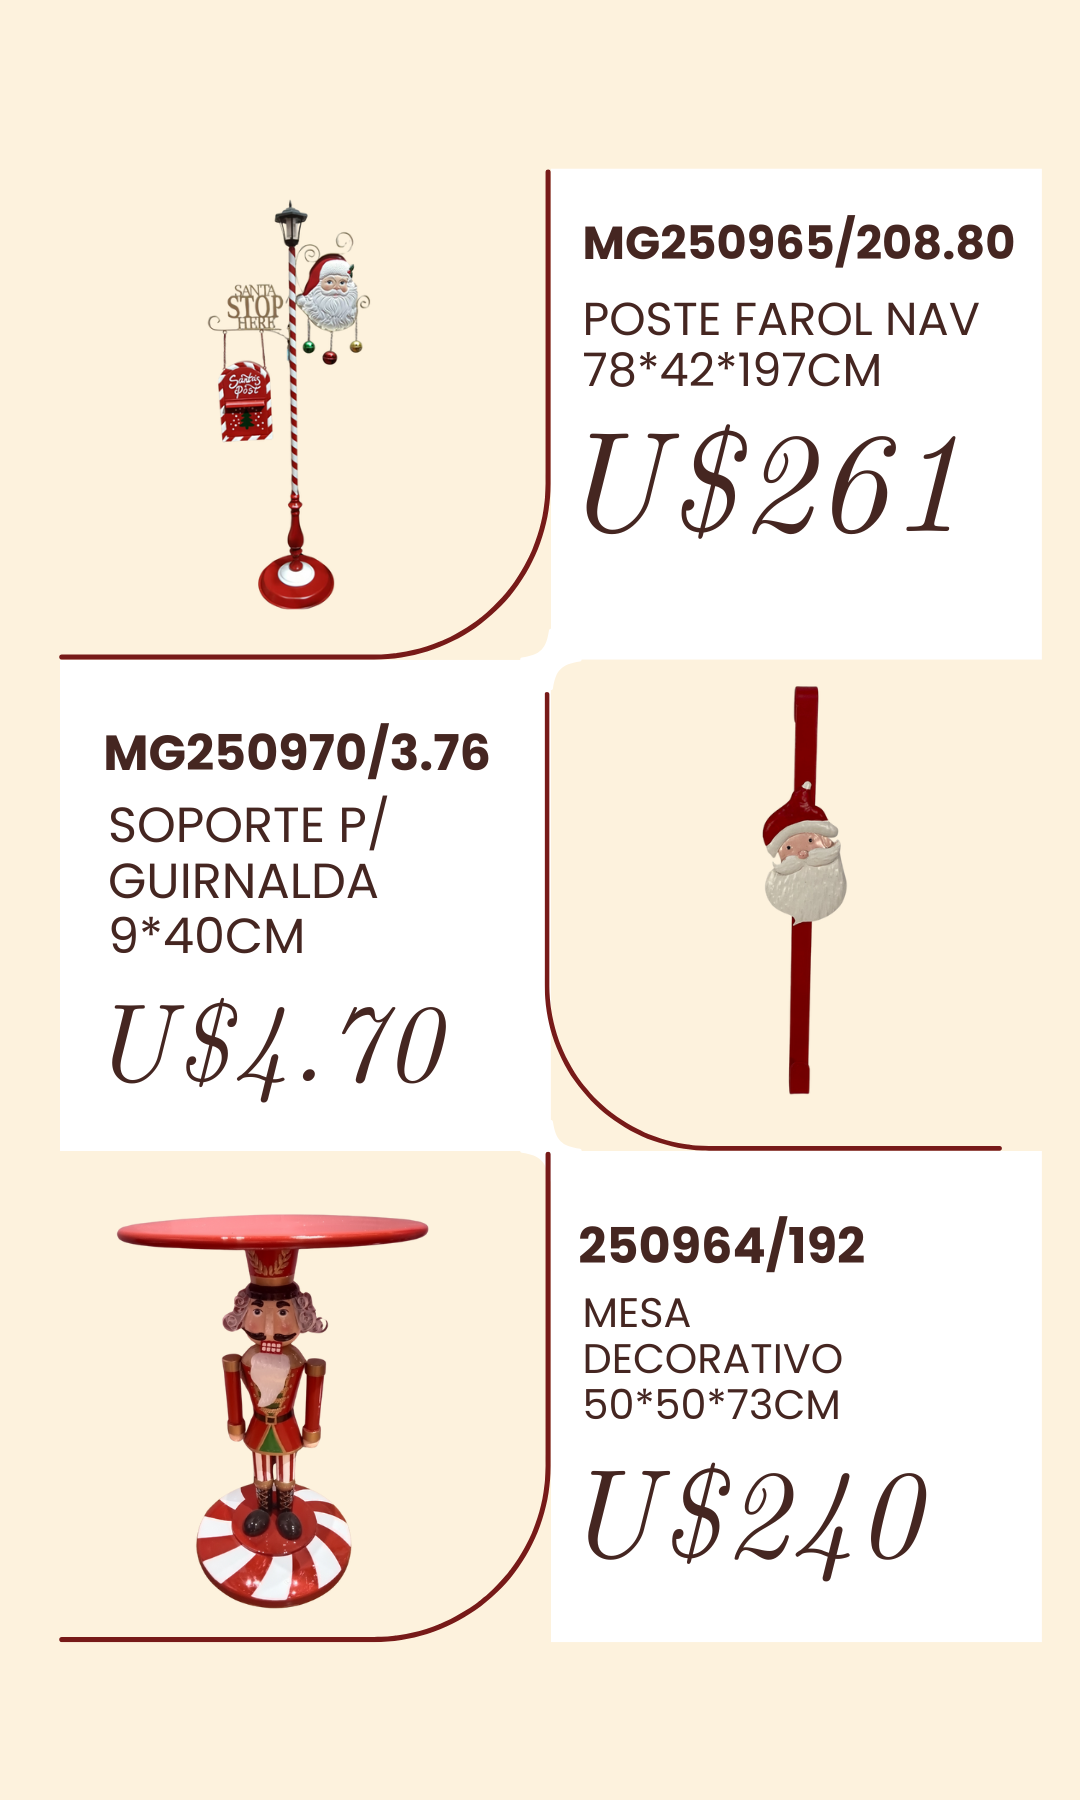 SANTA
STOP
HERE
Santa's
Post
MG250965/208.80
POSTE FAROL NAV
78*42*197CM
U$261
MG250970/3.76
SOPORTE P/
GUIRNALDA
9*40CM
U$4.70
250964/192
MESA
DECORATIVO
50*50*73CM
U$240